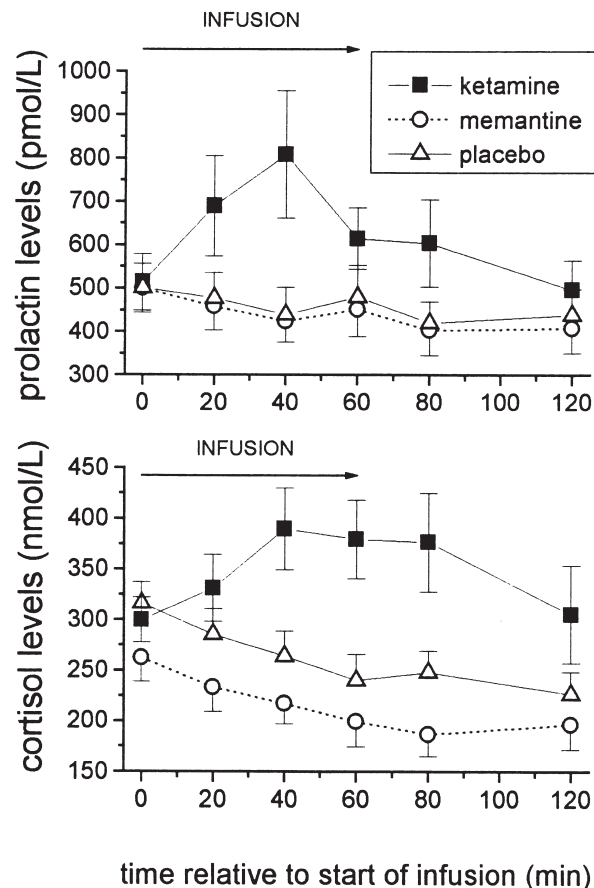 INFUSION
ketamine
memantine
placebo
prolactin levels (pmol/L)
1000
900
800
700
600
500
400
300
0 20 40 60 80 100 120
INFUSION
cortisol levels (nmol/L)
450
400
350
300
250
200
150
0 20 40 60 80 100 120
time relative to start of infusion (min)